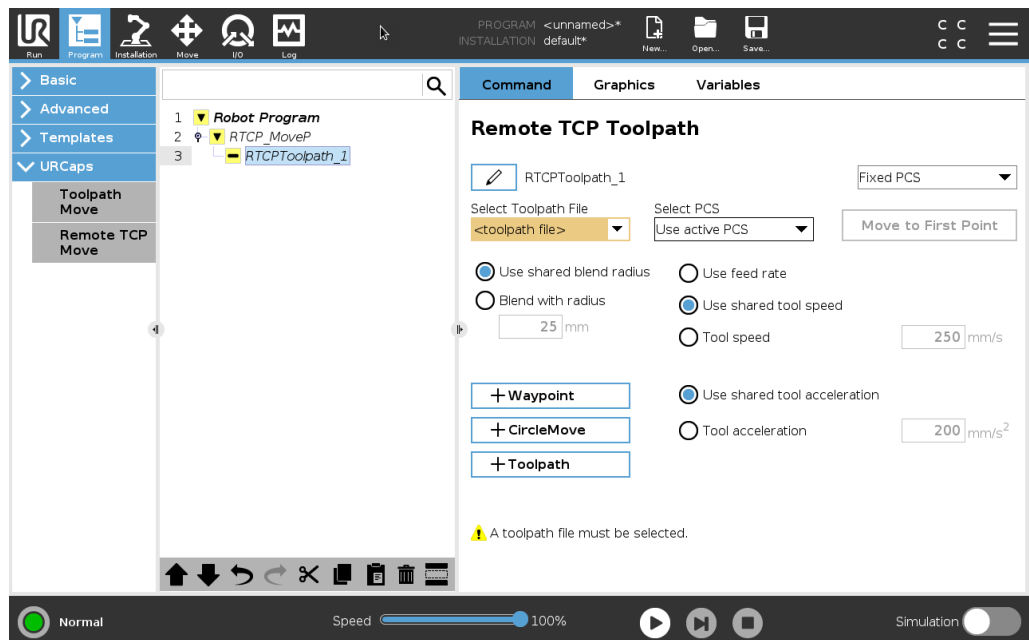 PROGRAM <unnamed>*
INSTALLATION default*
C C
C C
Run
Program
Installation
Move
I/O
Log
New...
Open...
Save...
Basic
Advanced
Templates
URCaps
Toolpath
Move
Remote TCP
Move
1 Robot Program
2 RTCP_MoveP
3 RTCPToolpath_1
Command Graphics Variables
Remote TCP Toolpath
RTCPToolpath_1
Fixed PCS
Select Toolpath File
Select PCS
<toolpath file>
Use active PCS
Move to First Point
Use shared blend radius
Blend with radius
25 mm
Use feed rate
Use shared tool speed
Tool speed
250 mm/s
+Waypoint
+CircleMove
+Toolpath
Use shared tool acceleration
Tool acceleration
200 mm/s²
A toolpath file must be selected.
Normal
Speed
100%
Simulation